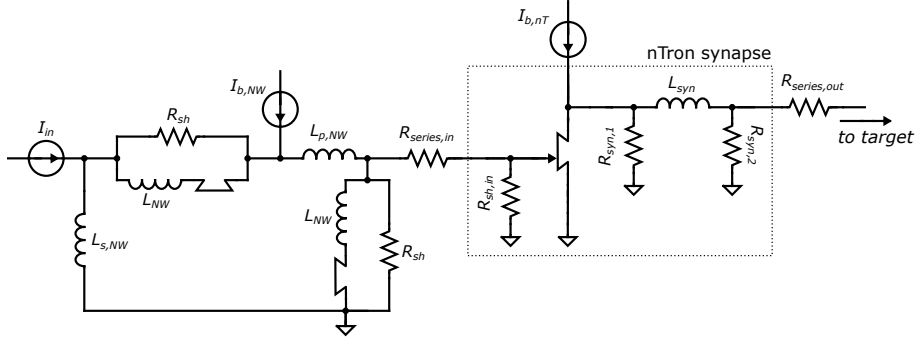 I_{b,nT}
nTron synapse
I_{b,NW}
L_{syn}
R_{series,out}
R_{sh}
I_{in}
L_{p,NW}
R_{series,in}
to target
R_{syn,1}
R_{syn,2}
L_{NW}
R_{sh,in}
L_{NW}
L_{s,NW}
R_{sh}